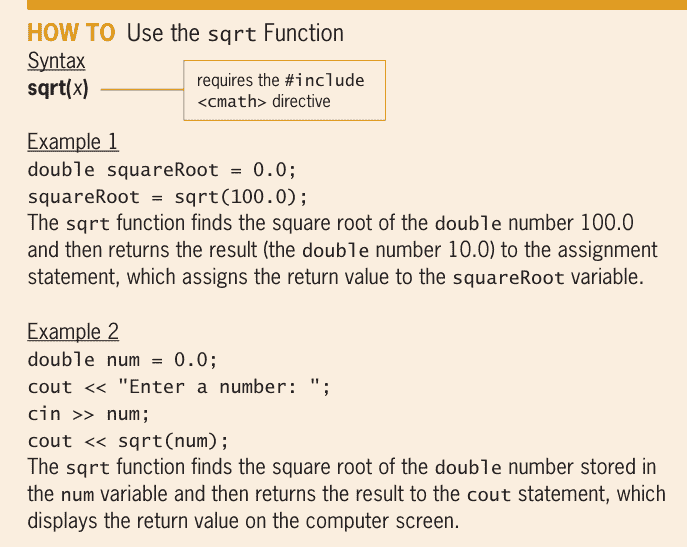 HOW TO Use the sqrt Function
Syntax
sqrt(x)
requires the #include
<cmath> directive
Example 1
double squareRoot = 0.0;
squareRoot = sqrt(100.0);
The sqrt function finds the square root of the double number 100.0
and then returns the result (the double number 10.0) to the assignment
statement, which assigns the return value to the squareRoot variable.
Example 2
double num = 0.0;
cout << "Enter a number: ";
cin >> num;
cout << sqrt(num);
The sqrt function finds the square root of the double number stored in
the num variable and then returns the result to the cout statement, which
displays the return value on the computer screen.